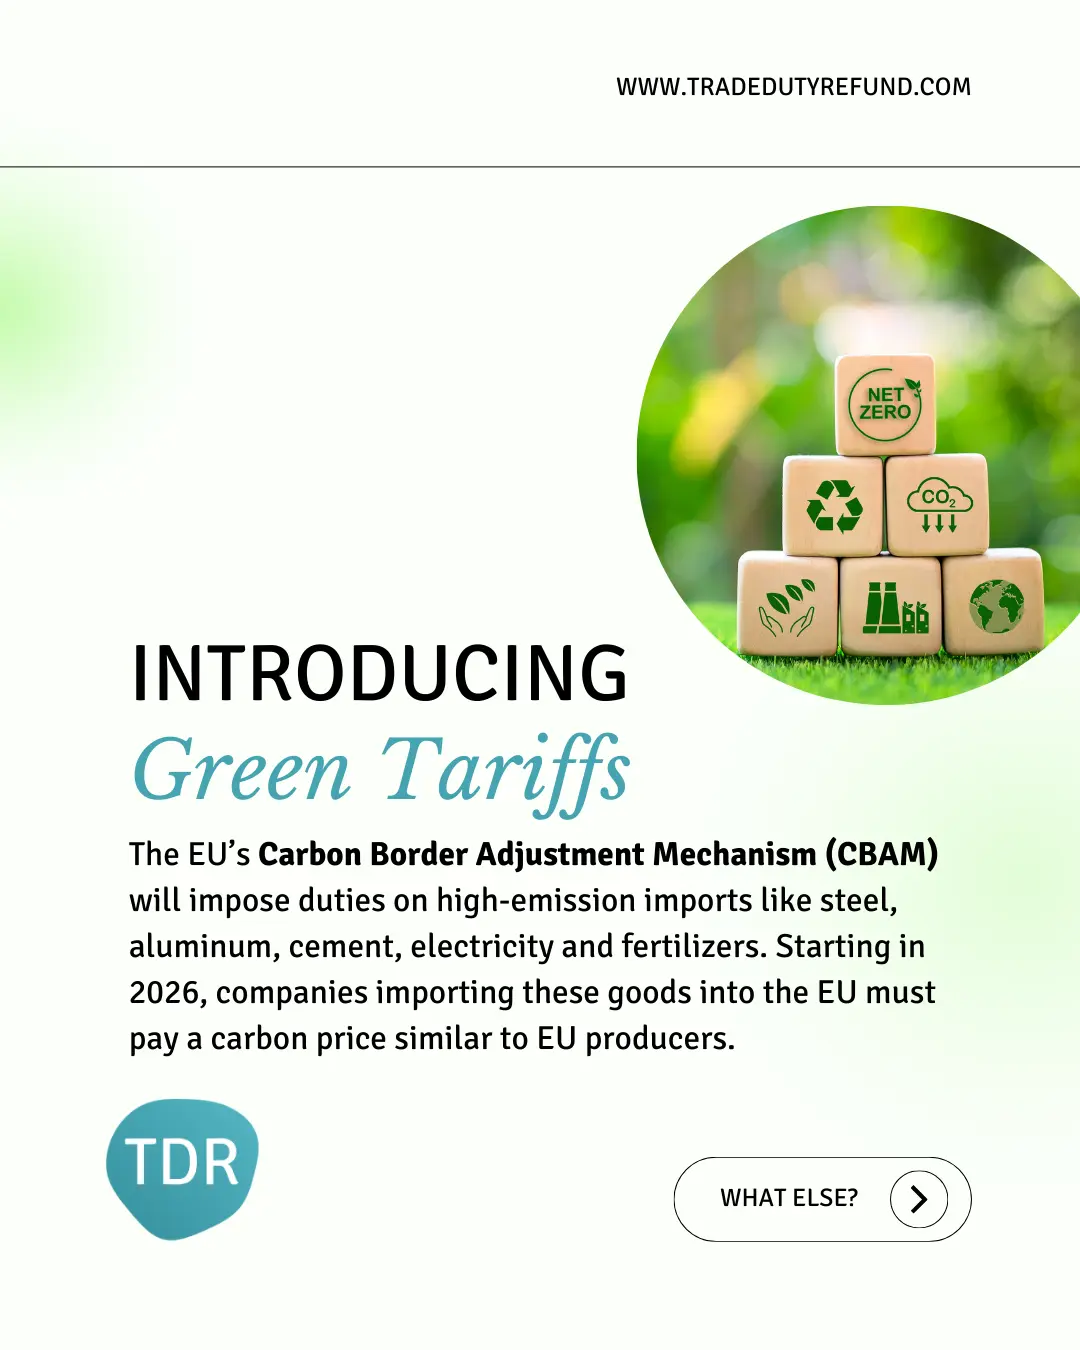 WWW.TRADEDUTYREFUND.COM
NET
ZERO
CO₂
INTRODUCING
Green Tariffs
The EU’s Carbon Border Adjustment Mechanism (CBAM)
will impose duties on high-emission imports like steel,
aluminum, cement, electricity and fertilizers. Starting in
2026, companies importing these goods into the EU must
pay a carbon price similar to EU producers.
TDR
WHAT ELSE?